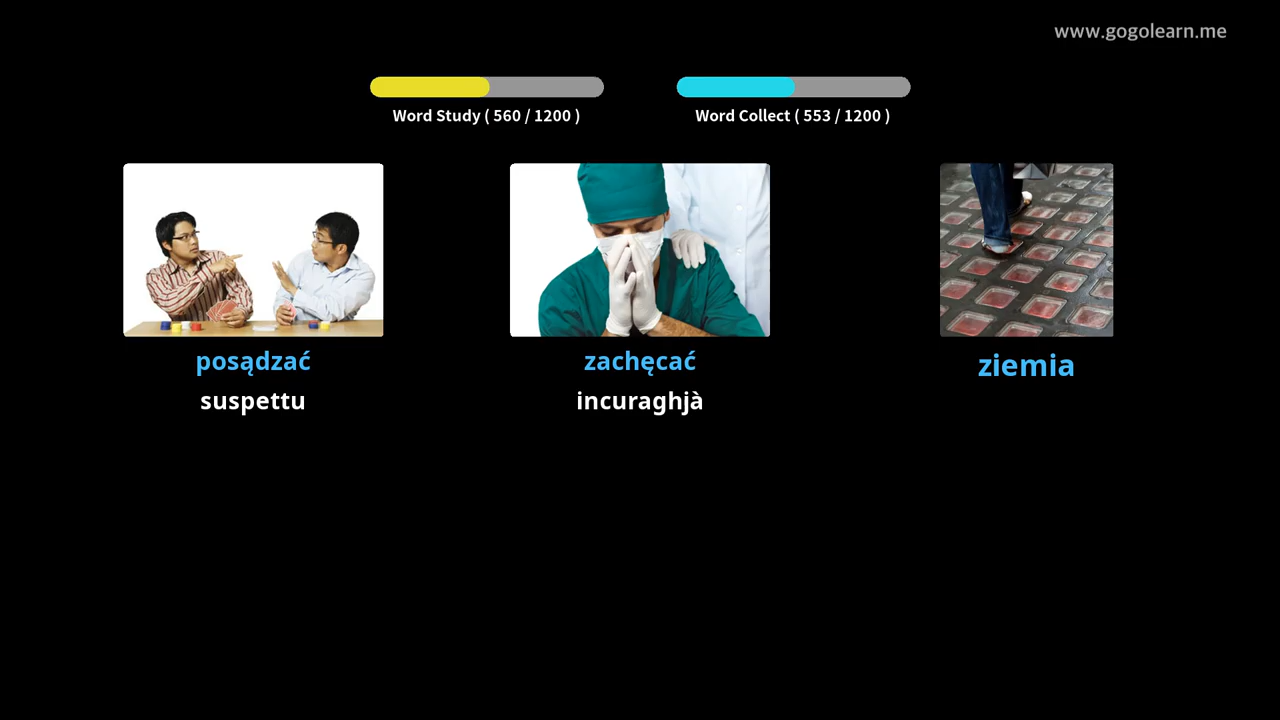 www.gogolearn.me
Word Study ( 560 / 1200 )
Word Collect ( 553 / 1200 )
posądzać
suspettu
zachęcać
incuraghjà
ziemia